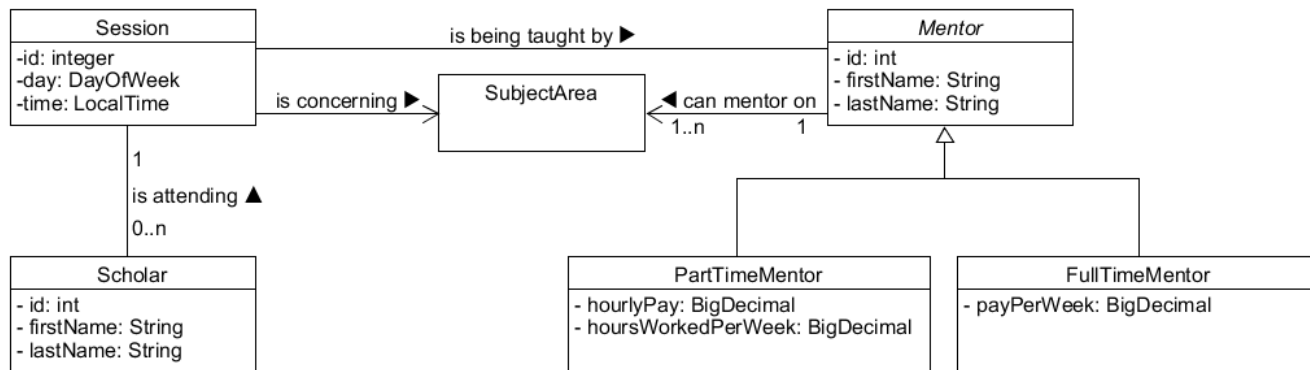 Session
-id: integer
-day: DayOfWeek
-time: LocalTime
is being taught by ▶
Mentor
- id: int
- firstName: String
- lastName: String
is concerning ▶
SubjectArea
◀ can mentor on
1..n
1
1
is attending ▲
0..n
Scholar
- id: int
- firstName: String
- lastName: String
PartTimeMentor
- hourlyPay: BigDecimal
- hoursWorkedPerWeek: BigDecimal
FullTimeMentor
- payPerWeek: BigDecimal